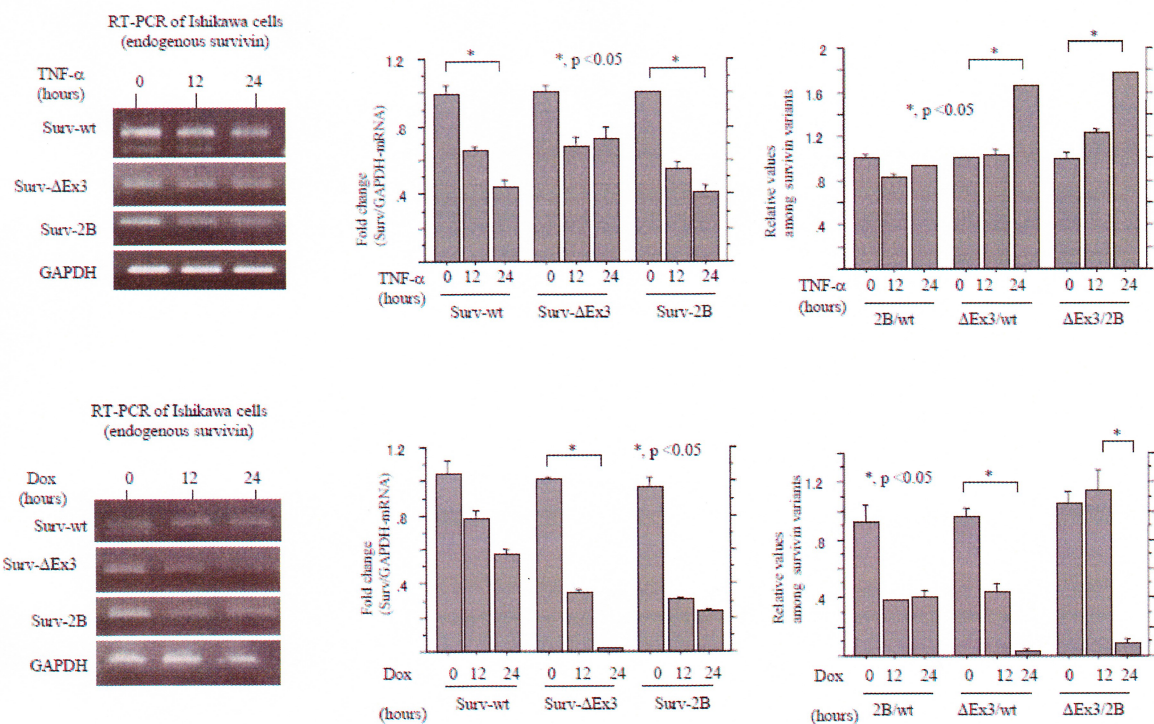 RT-PCR of Ishikawa cells
(endogenous survivin)
TNF-α
(hours)
0 12 24
Surv-wt
Surv-ΔEx3
Surv-2B
GAPDH
Fold change
(Surv/GAPDH-mRNA)
1.2
1.0
.8
.4
*
*, p <0.05
*
TNF-α
(hours)
0 12 24 0 12 24 0 12 24
Surv-wt Surv-ΔEx3 Surv-2B
Relative values
among survivin variants
2
1.6
1.2
.8
.4
*
*
*, p <0.05
TNF-α
(hours)
0 12 24 0 12 24 0 12 24
2B/wt ΔEx3/wt ΔEx3/2B
RT-PCR of Ishikawa cells
(endogenous survivin)
Dox
(hours)
0 12 24
Surv-wt
Surv-ΔEx3
Surv-2B
GAPDH
Fold change
(Surv/GAPDH-mRNA)
1.2
.8
.4
*
*, p <0.05
Dox
(hours)
0 12 24 0 12 24 0 12 24
Surv-wt Surv-ΔEx3 Surv-2B
Relative values
among survivin variants
1.2
.8
.4
*, p <0.05
*
*
Dox
(hours)
0 12 24 0 12 24 0 12 24
2B/wt ΔEx3/wt ΔEx3/2B